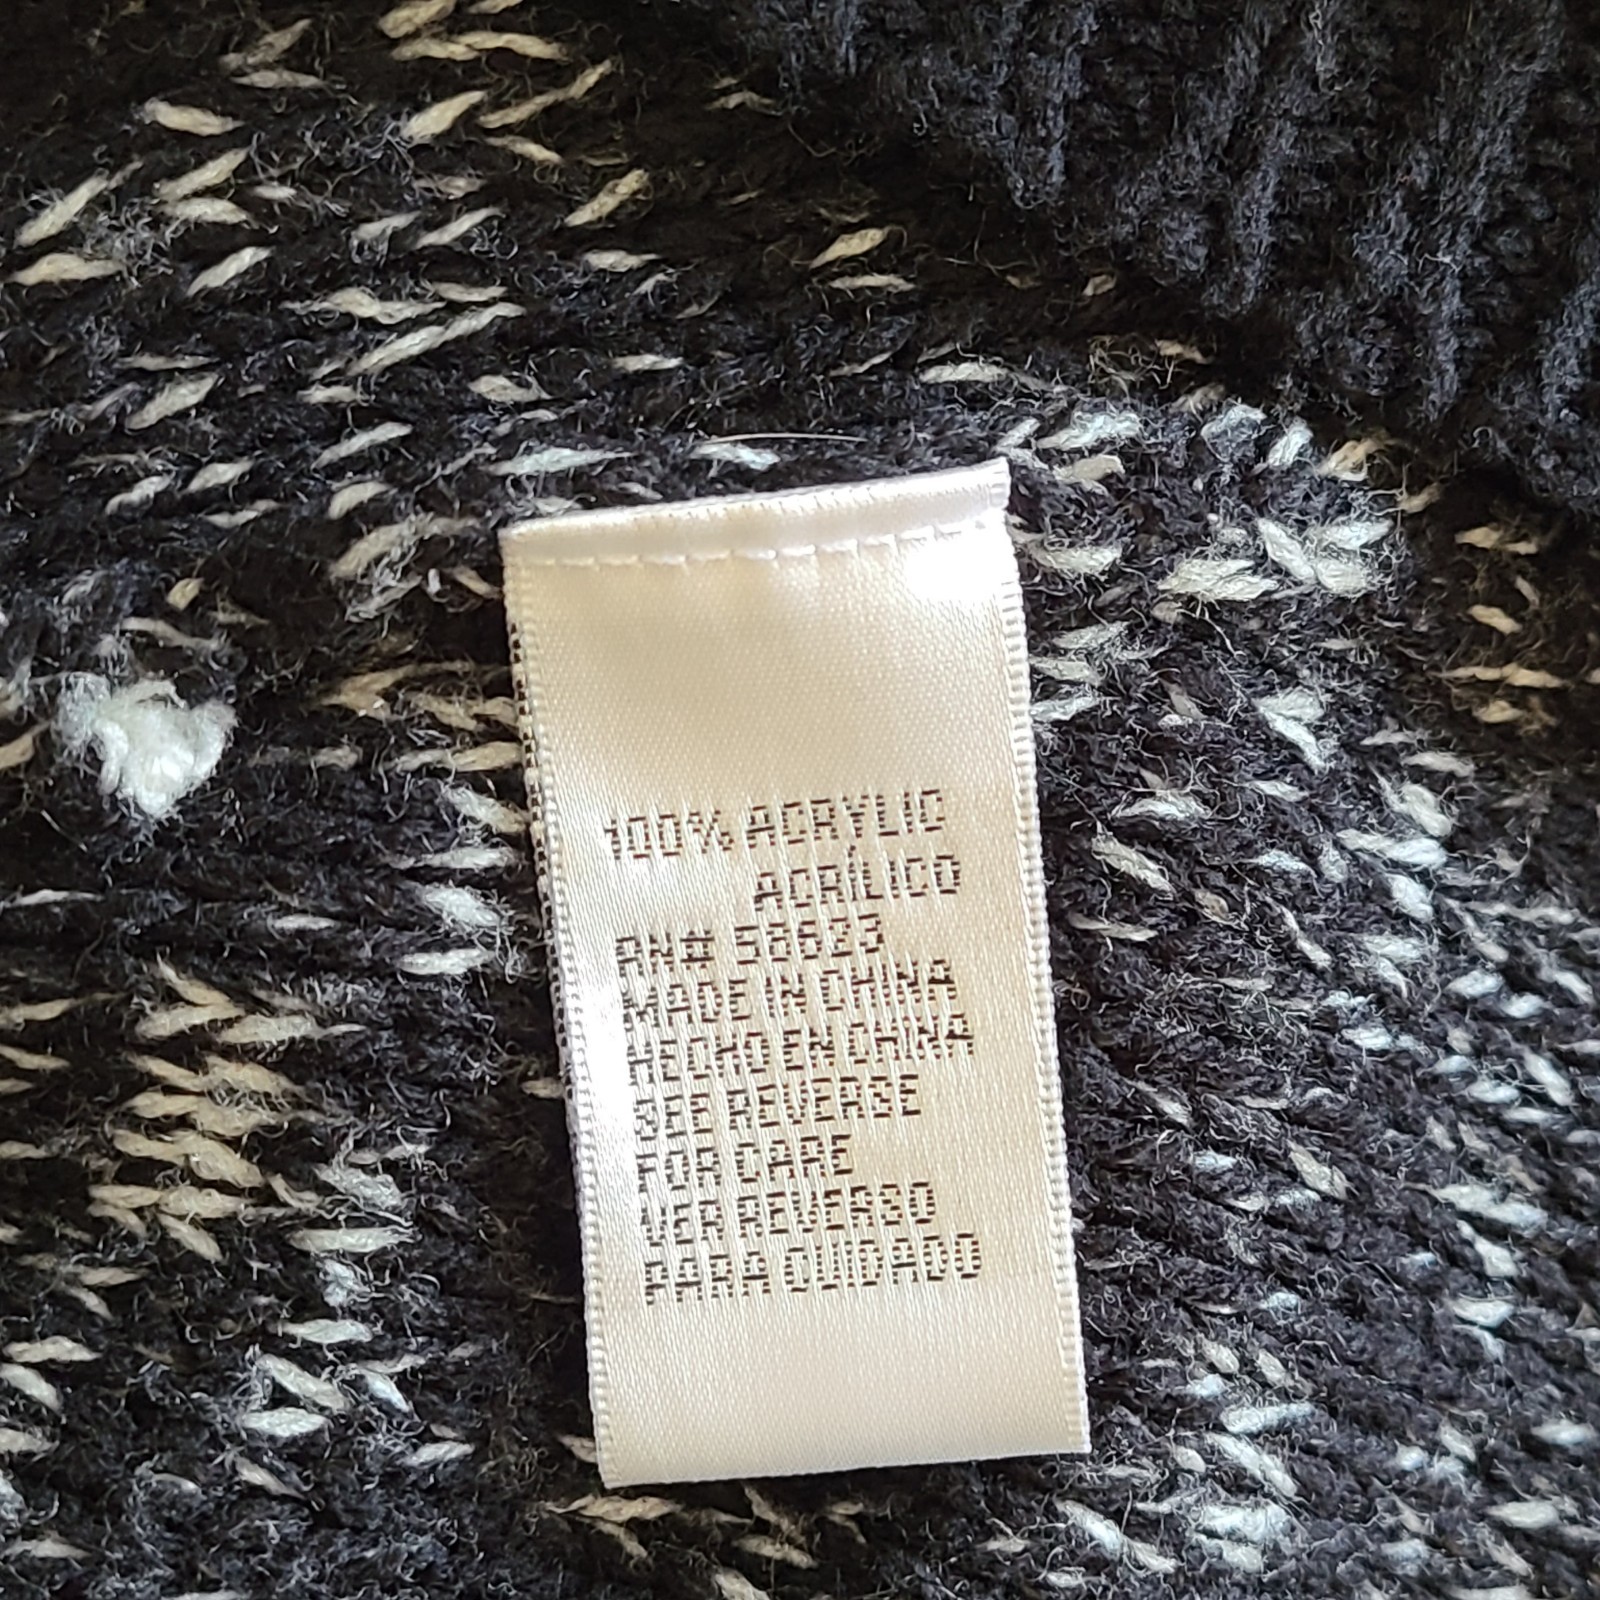 100% ACRYLIC
ACRÍLICO
RN# 58623
MADE IN CHINA
HECHO EN CHINA
SEE REVERSE
FOR CARE
VER REVERSO
PARA CUIDADO